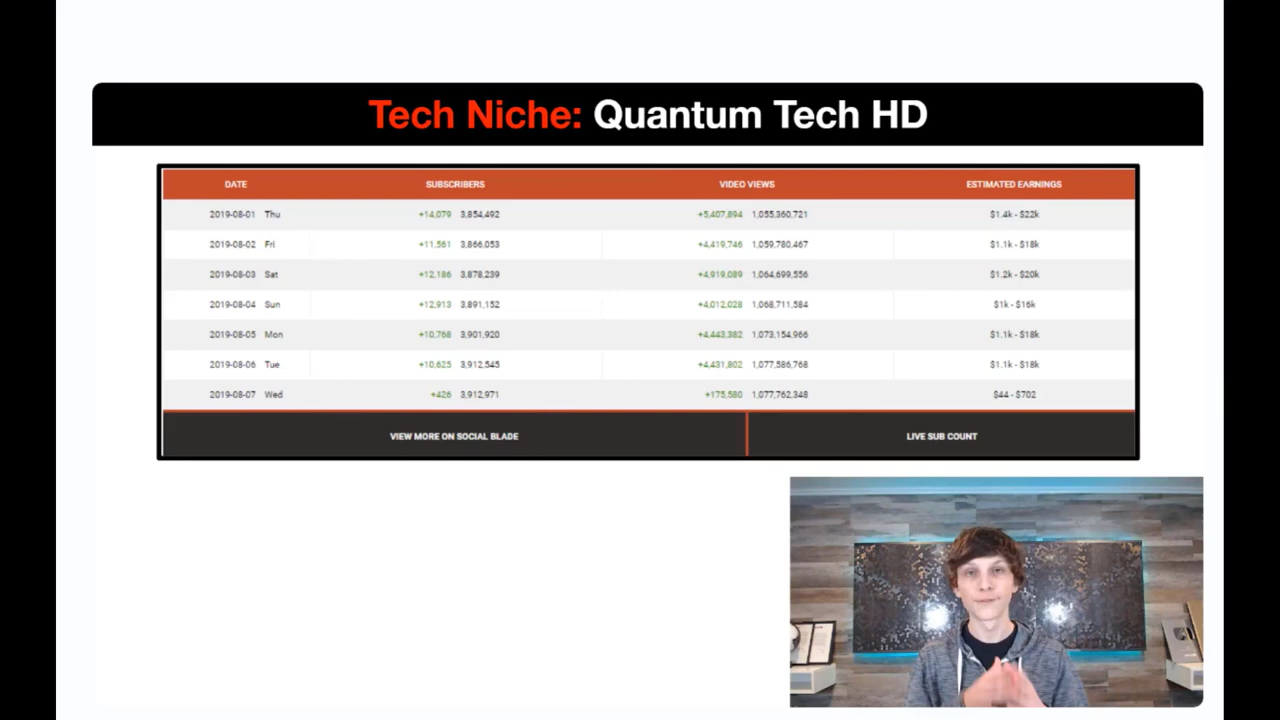 Tech Niche: Quantum Tech HD
DATE SUBSCRIBERS VIDEO VIEWS ESTIMATED EARNINGS
2019-08-01 Thu +14,079 3,854,492 +5,407,894 1,055,360,721 $1.4k - $22k
2019-08-02 Fri +11,561 3,866,053 +4,419,746 1,059,780,467 $1.1k - $18k
2019-08-03 Sat +12,186 3,878,239 +4,919,089 1,064,699,556 $1.2k - $20k
2019-08-04 Sun +12,913 3,891,152 +4,012,028 1,068,711,584 $1k - $16k
2019-08-05 Mon +10,768 3,901,920 +4,443,382 1,073,154,966 $1.1k - $18k
2019-08-06 Tue +10,625 3,912,545 +4,431,802 1,077,586,768 $1.1k - $18k
2019-08-07 Wed +426 3,912,971 +175,580 1,077,762,348 $44 - $702
VIEW MORE ON SOCIAL BLADE LIVE SUB COUNT